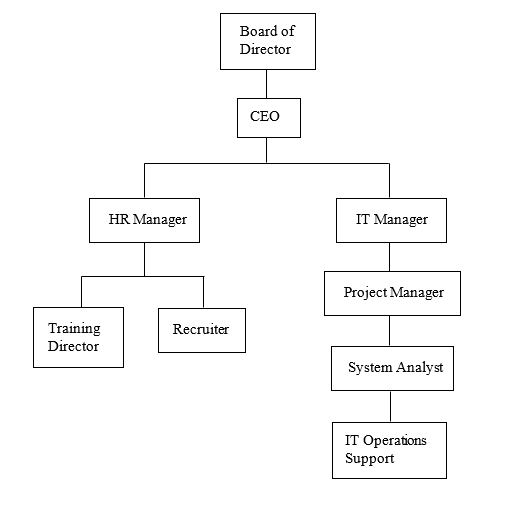 Board of
Director
CEO
HR Manager
IT Manager
Project Manager
Training
Director
Recruiter
System Analyst
IT Operations
Support